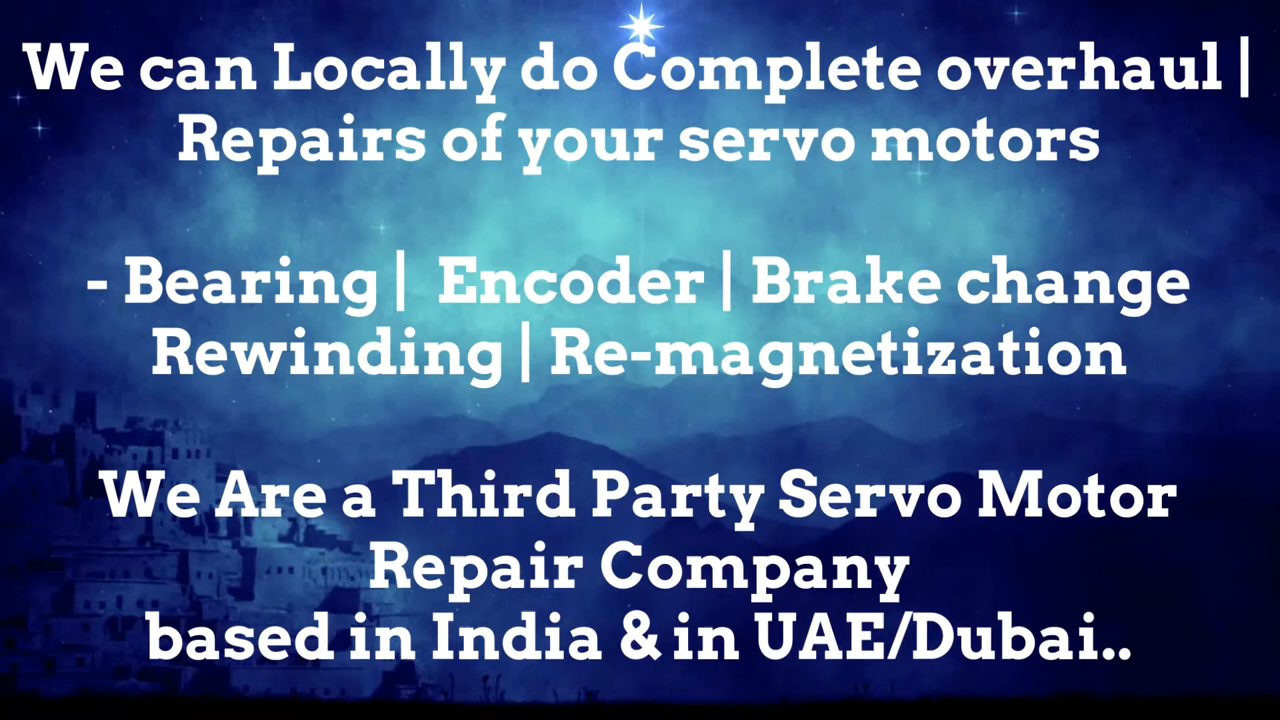 We can Locally do Complete overhaul |
Repairs of your servo motors
- Bearing | Encoder | Brake change
Rewinding | Re-magnetization
We Are a Third Party Servo Motor
Repair Company
based in India & in UAE/Dubai..